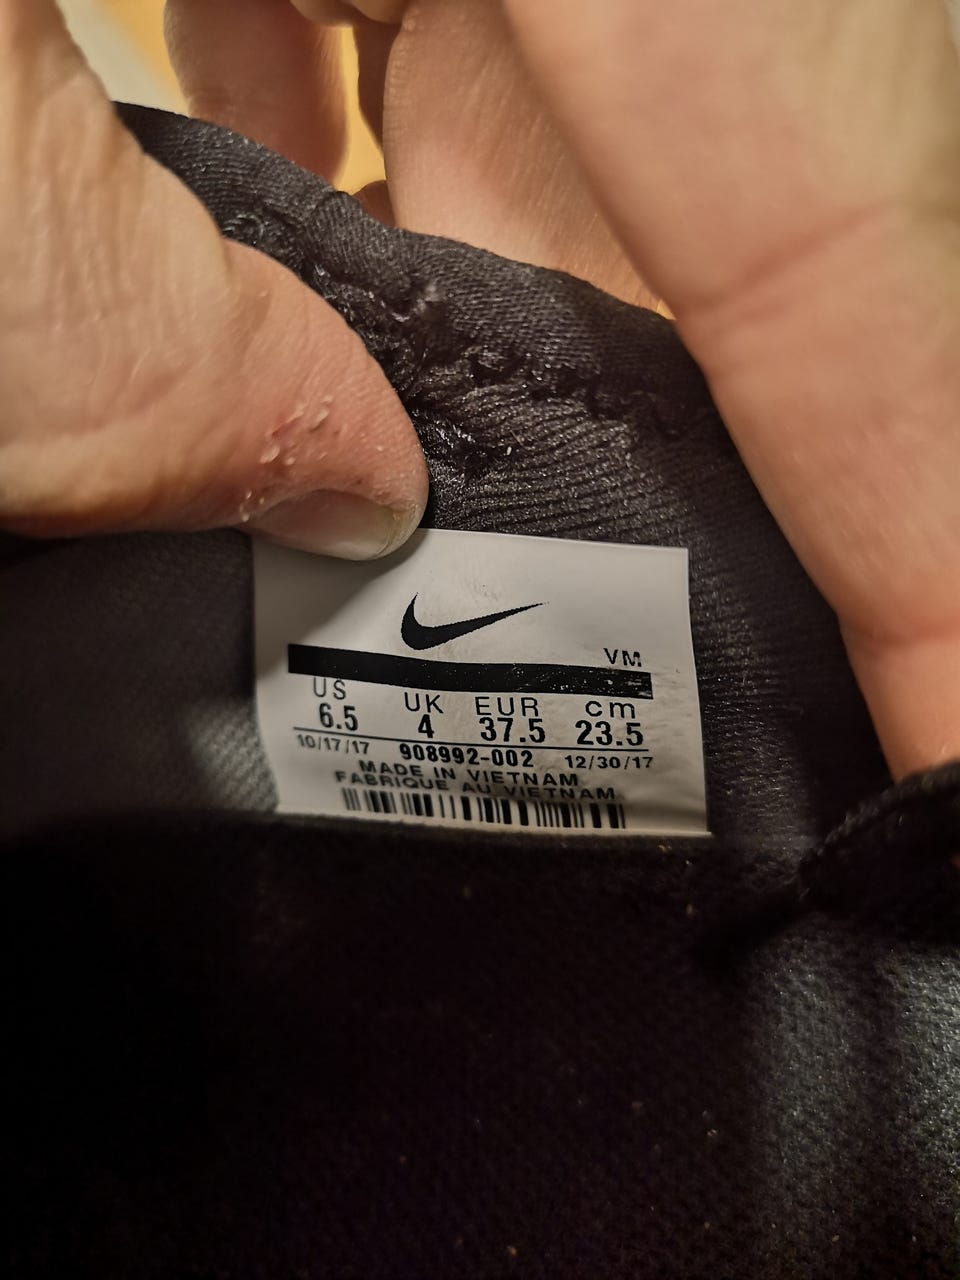 VM
US UK EUR cm
6.5 4 37.5 23.5
10/17/17 908992-002 12/30/17
MADE IN VIETNAM
FABRIQUE AU VIETNAM